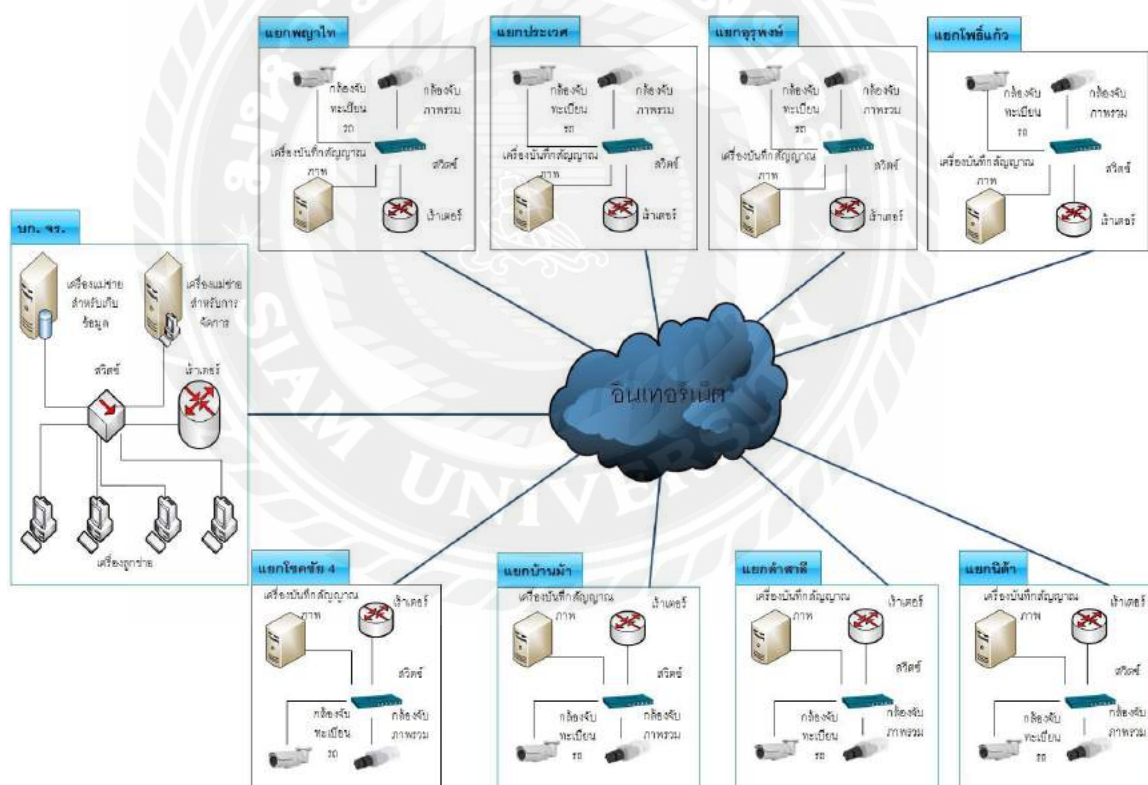 แยกพญาไท
กล้องจับ
ทะเบียน
รถ
กล้องจับ
ภาพรวม
เครื่องบันทึกสัญญาณ
ภาพ
สวิตซ์
เร้าเตอร์
แยกประเวศ
กล้องจับ
ทะเบียน
รถ
กล้องจับ
ภาพรวม
เครื่องบันทึกสัญญาณ
ภาพ
สวิตซ์
เร้าเตอร์
แยกอุรุพงษ์
กล้องจับ
ทะเบียน
รถ
กล้องจับ
ภาพรวม
เครื่องบันทึกสัญญาณ
ภาพ
สวิตซ์
เร้าเตอร์
แยกโพธิ์แก้ว
กล้องจับ
ทะเบียน
รถ
กล้องจับ
ภาพรวม
เครื่องบันทึกสัญญาณ
ภาพ
สวิตซ์
เร้าเตอร์
บก. จร.
เครื่องแม่ข่าย
สำหรับเก็บ
ข้อมูล
เครื่องแม่ข่าย
สำหรับการ
จัดการ
สวิตซ์
เร้าเตอร์
เครื่องลูกข่าย
อินเทอร์เน็ต
SIAM UNIVERSITY
แยกโชคชัย 4
เครื่องบันทึกสัญญาณ
ภาพ
เร้าเตอร์
สวิตซ์
กล้องจับ
ทะเบียน
รถ
กล้องจับ
ภาพรวม
แยกบ้านม้า
เครื่องบันทึกสัญญาณ
ภาพ
เร้าเตอร์
สวิตซ์
กล้องจับ
ทะเบียน
รถ
กล้องจับ
ภาพรวม
แยกลำสาลี
เครื่องบันทึกสัญญาณ
ภาพ
เร้าเตอร์
สวิตซ์
กล้องจับ
ทะเบียน
รถ
กล้องจับ
ภาพรวม
แยกนิด้า
เครื่องบันทึกสัญญาณ
ภาพ
เร้าเตอร์
สวิตซ์
กล้องจับ
ทะเบียน
รถ
กล้องจับ
ภาพรวม